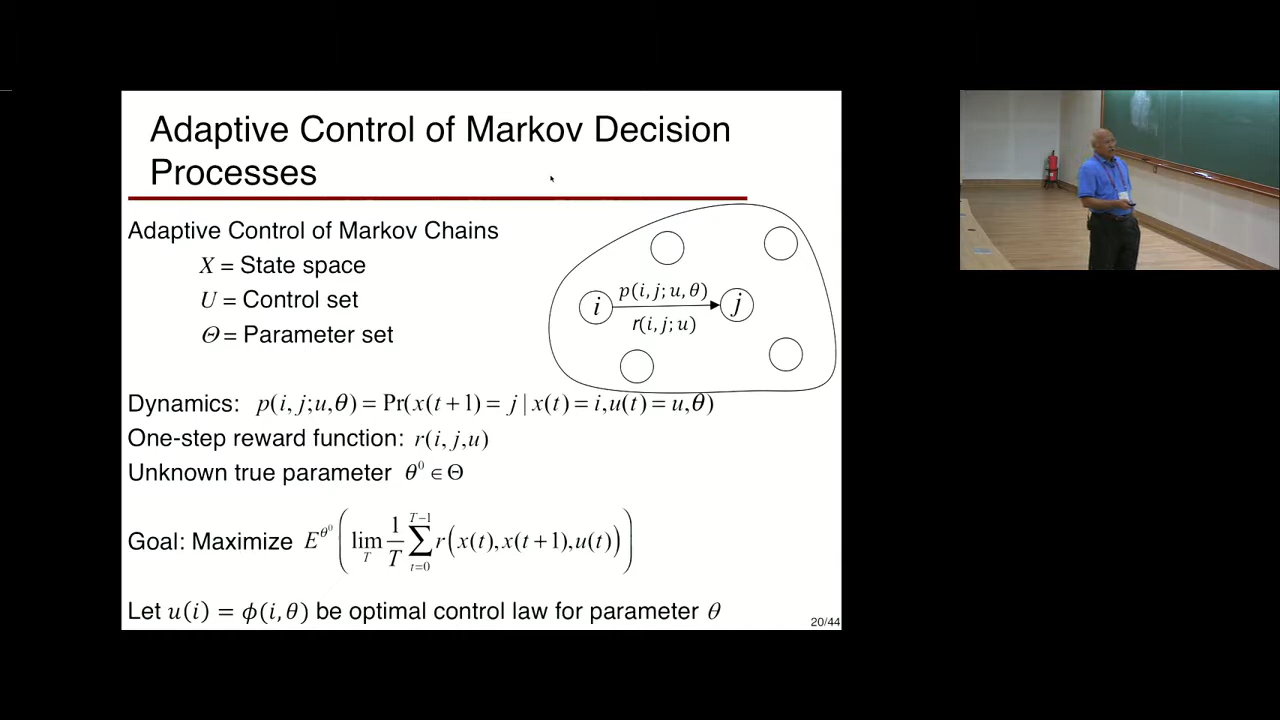 Adaptive Control of Markov Decision
Processes
Adaptive Control of Markov Chains
X = State space
U = Control set
Θ = Parameter set
p(i, j; u, θ)
i
j
r(i, j; u)
Dynamics: p(i, j;u,θ) = Pr(x(t+1) = j | x(t) = i,u(t) = u,θ)
One-step reward function: r(i, j,u)
Unknown true parameter θ⁰ ∈ Θ
Goal: Maximize E^{θ⁰} ( lim_T 1/T ∑_{t=0}^{T−1} r(x(t), x(t+1),u(t)) )
Let u(i) = ϕ(i, θ) be optimal control law for parameter θ
20/44